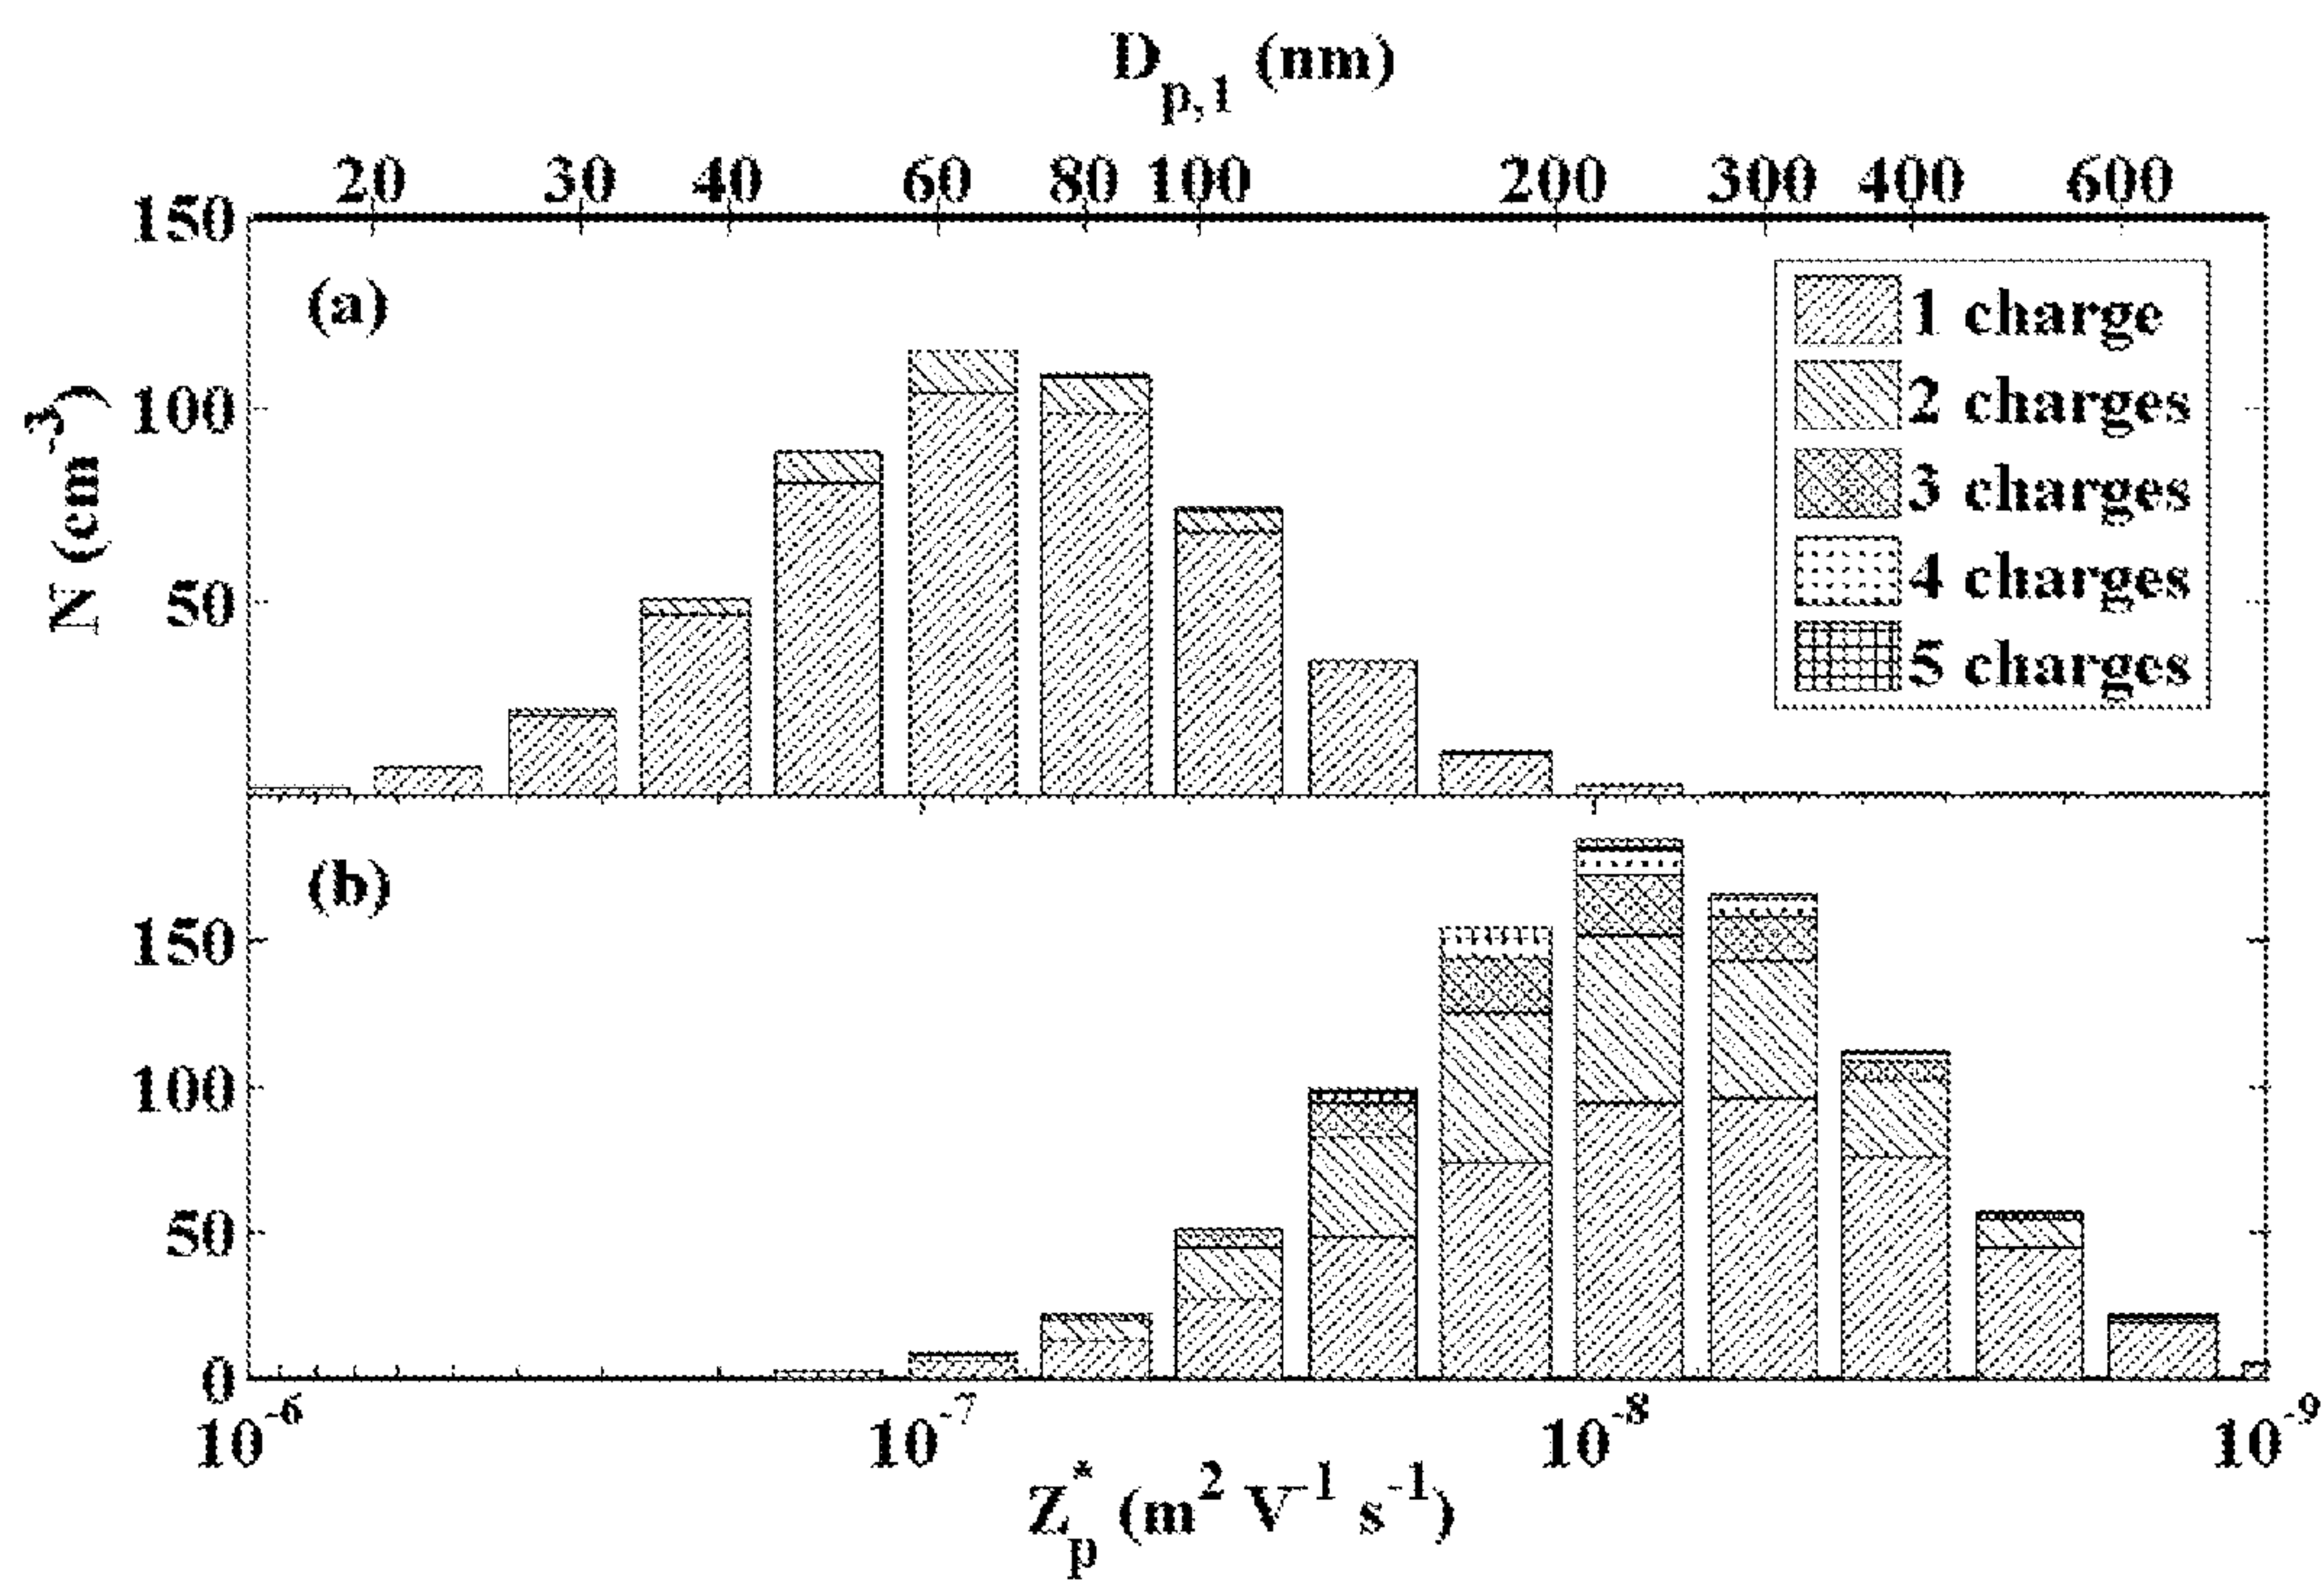 D_{p,1} (nm)
20 30 40 60 80 100 200 300 400 600
150
(a)
1 charge
2 charges
3 charges
4 charges
5 charges
100
N (cm^{-3})
50
(b)
150
100
50
0
10^{-6} 10^{-7} 10^{-8} 10^{-9}
Z_p^* (m^2 V^{-1} s^{-1})